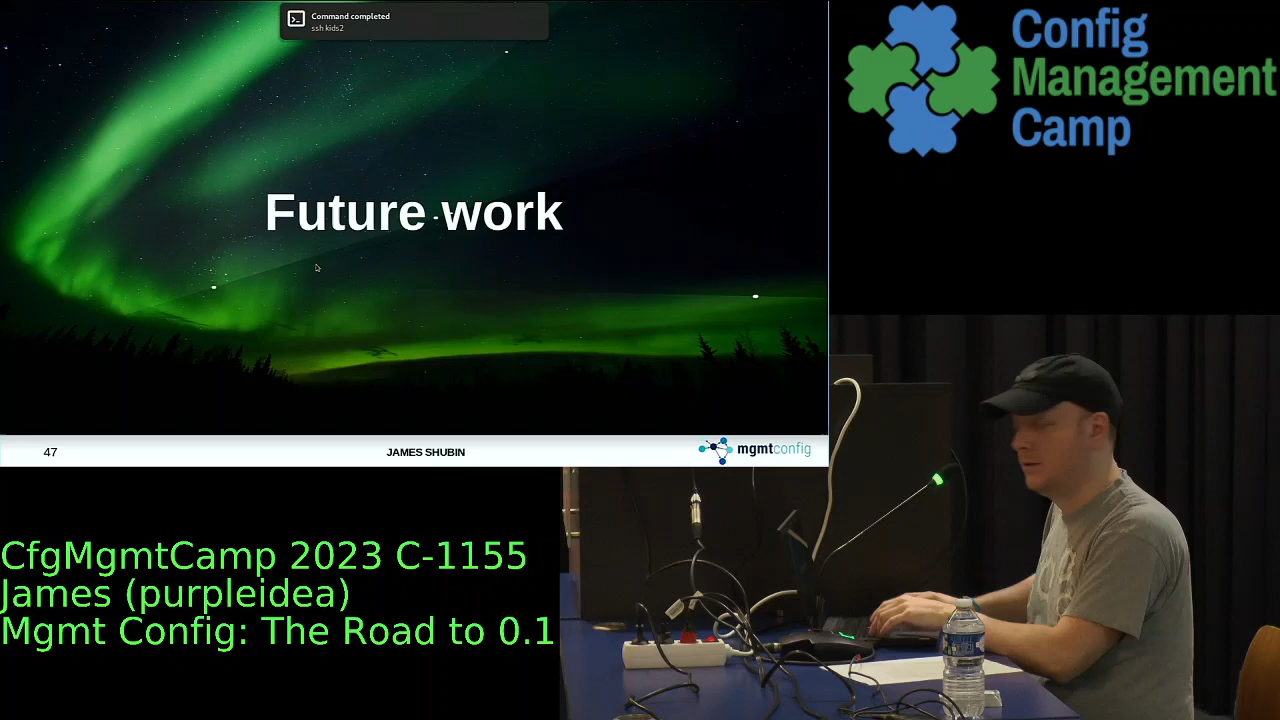 Command completed
ssh kids2
Future work
47
JAMES SHUBIN
mgmtconfig
Config
Management
Camp
CfgMgmtCamp 2023 C-1155
James (purpleidea)
Mgmt Config: The Road to 0.1